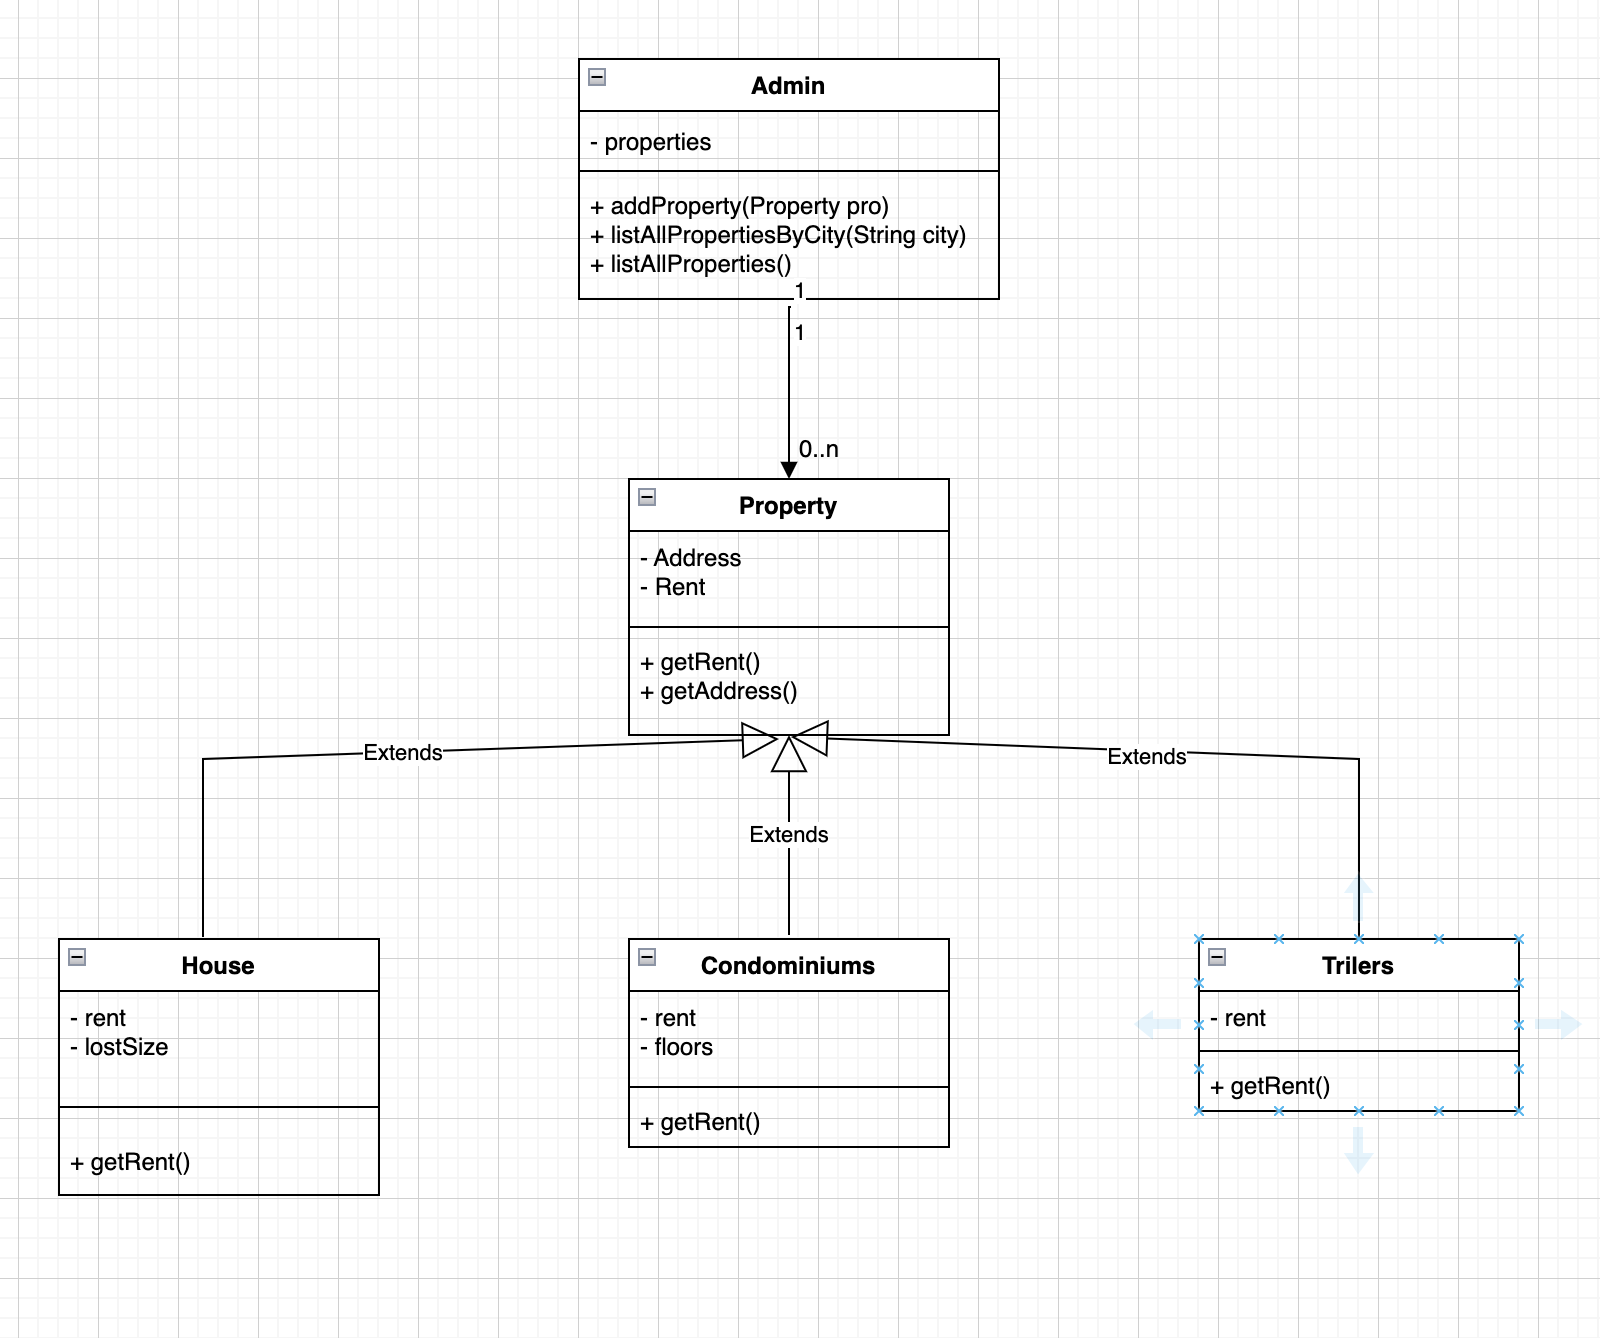 Admin
- properties
+ addProperty(Property pro)
+ listAllPropertiesByCity(String city)
+ listAllProperties()
1
1
0..n
Property
- Address
- Rent
+ getRent()
+ getAddress()
Extends
Extends
Extends
House
- rent
- lostSize
+ getRent()
Condominiums
- rent
- floors
+ getRent()
Trilers
- rent
+ getRent()